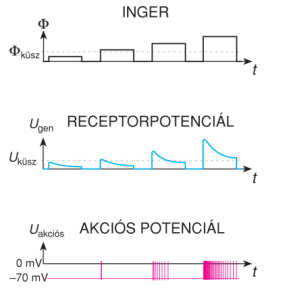 INGER
Φ
Φküsz
t
RECEPTORPOTENCIÁL
Ugen
Uküsz
t
AKCIÓS POTENCIÁL
Uakciós
0 mV
–70 mV
t